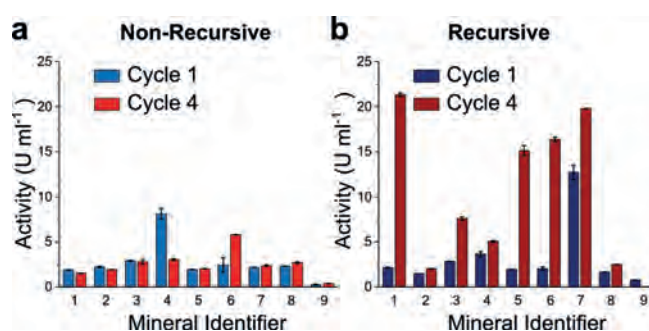 a Non-Recursive
Cycle 1
Cycle 4
Activity (U ml⁻¹)
25
20
15
10
5
0
1 2 3 4 5 6 7 8 9
Mineral Identifier
b Recursive
Cycle 1
Cycle 4
Activity (U ml⁻¹)
25
20
15
10
5
0
1 2 3 4 5 6 7 8 9
Mineral Identifier